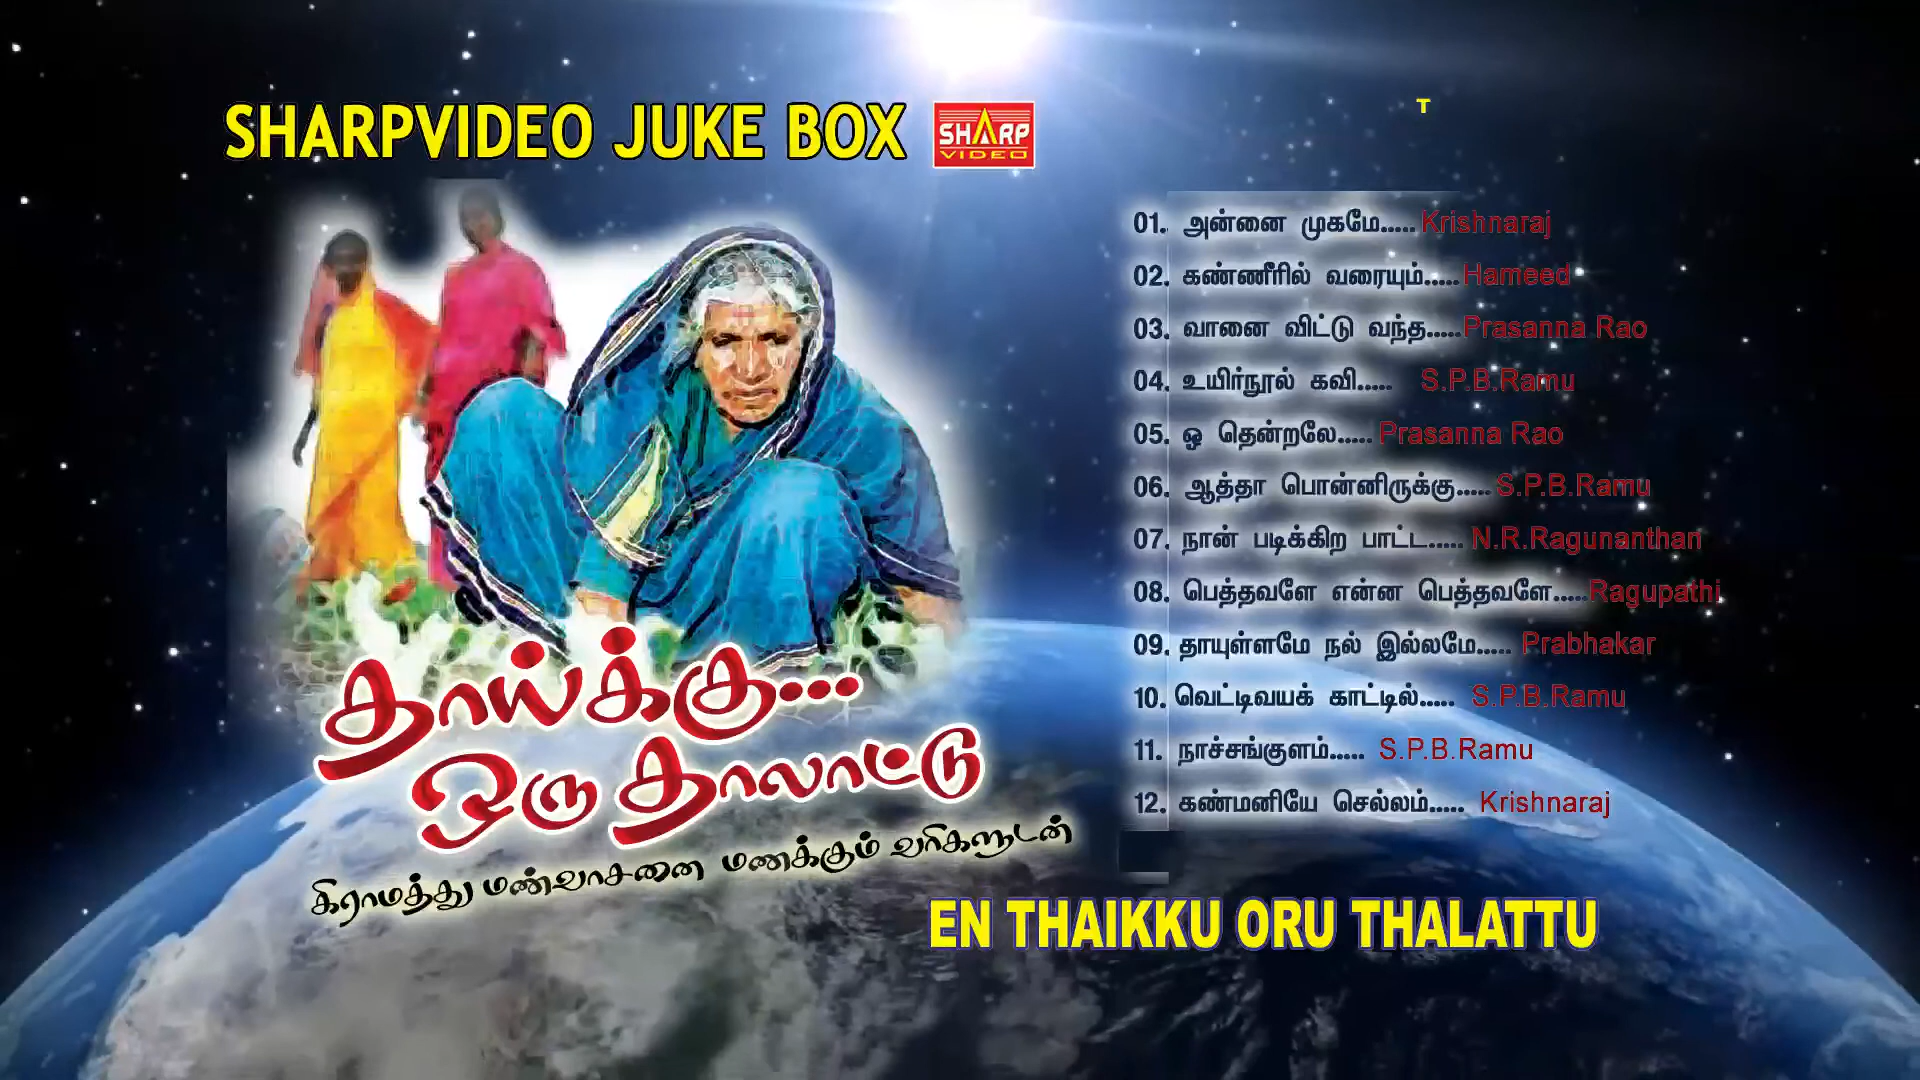 SHARPVIDEO JUKE BOX
SHARP
VIDEO
T
01. அன்னை முகமே..... Krishnaraj
02. கண்ணீரில் வரையும்..... Hameed
03. வானை விட்டு வந்த..... Prasanna Rao
04. உயிர்நூல் கவி..... S.P.B.Ramu
05. ஓ தென்றலே..... Prasanna Rao
06. ஆத்தா பொன்னிருக்கு..... S.P.B.Ramu
07. நான் படிக்கிற பாட்ட..... N.R.Ragunanthan
08. பெத்தவளே என்ன பெத்தவளே..... Ragupathi
09. தாயுள்ளமே நல் இல்லமே..... Prabhakar
10. வெட்டிவயக் காட்டில்..... S.P.B.Ramu
11. நாச்சங்குளம்..... S.P.B.Ramu
12. கண்மனியே செல்லம்..... Krishnaraj
தாய்க்கு...
ஒரு தாலாட்டு
கிராமத்து மண்வாசனை மணக்கும் வரிகளுடன்
EN THAIKKU ORU THALATTU